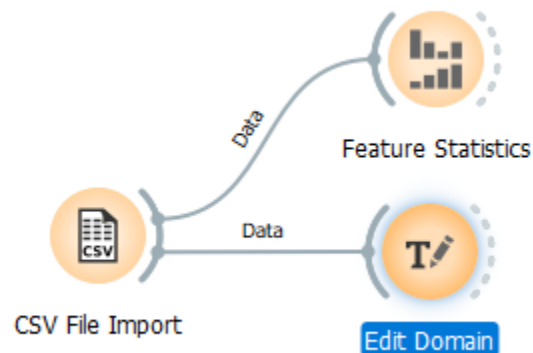 Data
Feature Statistics
Data
CSV
T
CSV File Import
Edit Domain